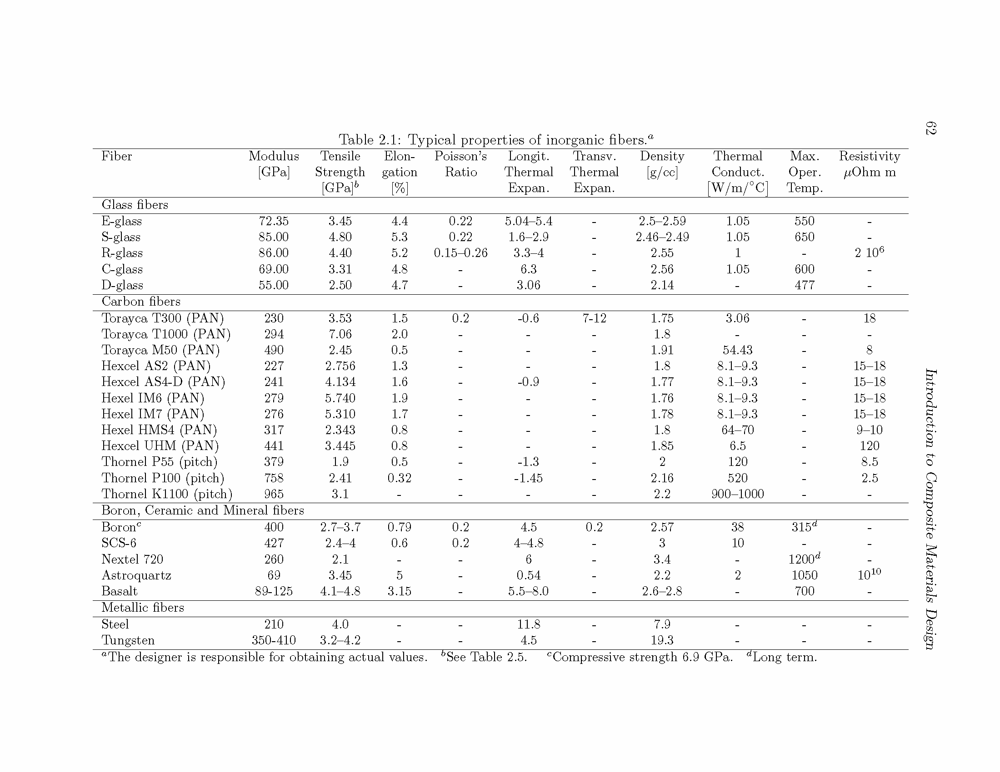 62
Introduction to Composite Materials Design
Table 2.1: Typical properties of inorganic fibers.a
Fiber Modulus Tensile Elon- Poisson's Longit. Transv. Density Thermal Max. Resistivity
[GPa] Strength gation Ratio Thermal Thermal [g/cc] Conduct. Oper. μOhm m
[GPa]b [%] Expan. Expan. [W/m/°C] Temp.
Glass fibers
E-glass 72.35 3.45 4.4 0.22 5.04–5.4 - 2.5–2.59 1.05 550 -
S-glass 85.00 4.80 5.3 0.22 1.6–2.9 - 2.46–2.49 1.05 650 -
R-glass 86.00 4.40 5.2 0.15–0.26 3.3–4 - 2.55 1 - 2 10^6
C-glass 69.00 3.31 4.8 - 6.3 - 2.56 1.05 600 -
D-glass 55.00 2.50 4.7 - 3.06 - 2.14 - 477 -
Carbon fibers
Torayca T300 (PAN) 230 3.53 1.5 0.2 -0.6 7-12 1.75 3.06 - 18
Torayca T1000 (PAN) 294 7.06 2.0 - - - 1.8 - - -
Torayca M50 (PAN) 490 2.45 0.5 - - - 1.91 54.43 - 8
Hexcel AS2 (PAN) 227 2.756 1.3 - - - 1.8 8.1–9.3 - 15–18
Hexcel AS4-D (PAN) 241 4.134 1.6 - -0.9 - 1.77 8.1–9.3 - 15–18
Hexel IM6 (PAN) 279 5.740 1.9 - - - 1.76 8.1–9.3 - 15–18
Hexel IM7 (PAN) 276 5.310 1.7 - - - 1.78 8.1–9.3 - 15–18
Hexel HMS4 (PAN) 317 2.343 0.8 - - - 1.8 64–70 - 9–10
Hexcel UHM (PAN) 441 3.445 0.8 - - - 1.85 6.5 - 120
Thornel P55 (pitch) 379 1.9 0.5 - -1.3 - 2 120 - 8.5
Thornel P100 (pitch) 758 2.41 0.32 - -1.45 - 2.16 520 - 2.5
Thornel K1100 (pitch) 965 3.1 - - - - 2.2 900–1000 - -
Boron, Ceramic and Mineral fibers
Boronc 400 2.7–3.7 0.79 0.2 4.5 0.2 2.57 38 315d -
SCS-6 427 2.4–4 0.6 0.2 4–4.8 - 3 10 - -
Nextel 720 260 2.1 - - 6 - 3.4 - 1200d -
Astroquartz 69 3.45 5 - 0.54 - 2.2 2 1050 10^10
Basalt 89-125 4.1–4.8 3.15 - 5.5–8.0 - 2.6–2.8 - 700 -
Metallic fibers
Steel 210 4.0 - - 11.8 - 7.9 - - -
Tungsten 350-410 3.2–4.2 - - 4.5 - 19.3 - - -
aThe designer is responsible for obtaining actual values. bSee Table 2.5. cCompressive strength 6.9 GPa. dLong term.